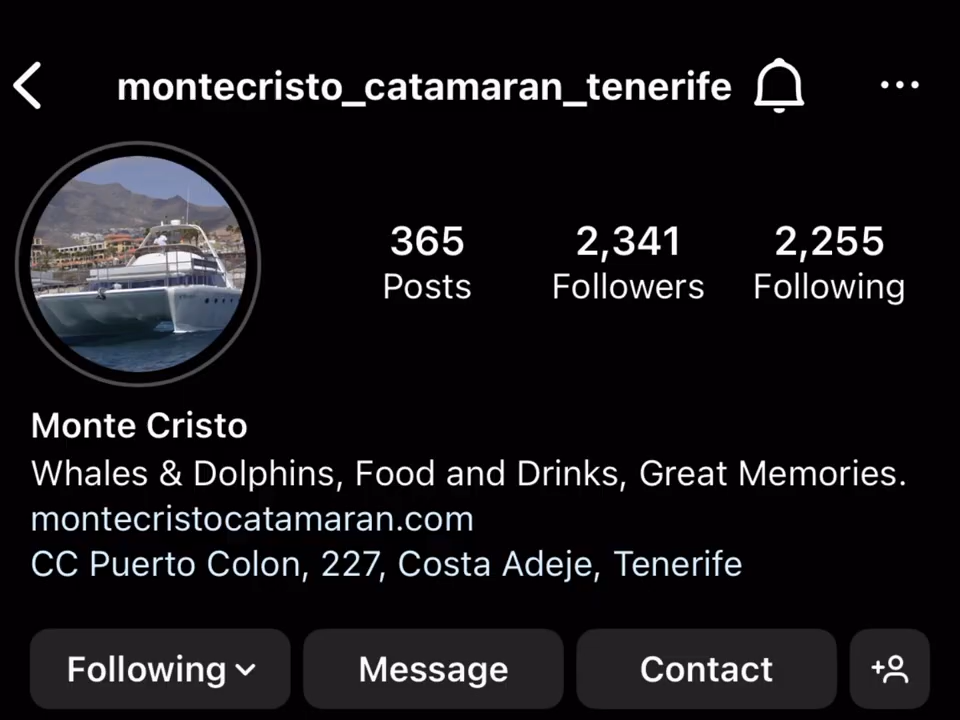 montecristo_catamaran_tenerife
365
Posts
2,341
Followers
2,255
Following
Monte Cristo
Whales & Dolphins, Food and Drinks, Great Memories.
montecristocatamaran.com
CC Puerto Colon, 227, Costa Adeje, Tenerife
Following
Message
Contact